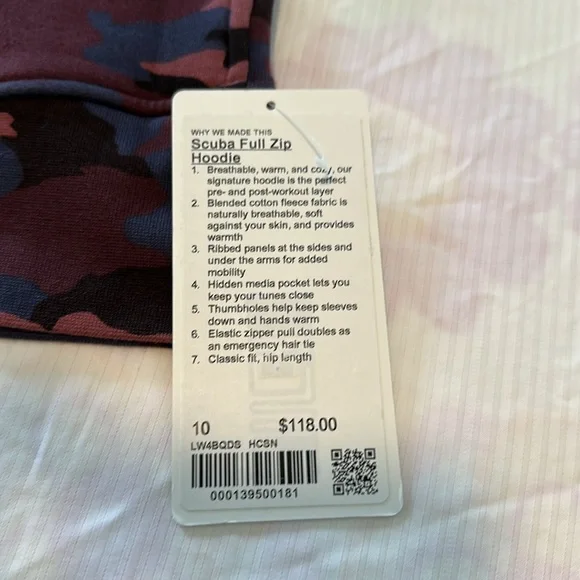 WHY WE MADE THIS
Scuba Full Zip
Hoodie
1. Breathable, warm, and cozy, our
signature hoodie is the perfect
pre- and post-workout layer
2. Blended cotton fleece fabric is
naturally breathable, soft
against your skin, and provides
warmth
3. Ribbed panels at the sides and
under the arms for added
mobility
4. Hidden media pocket lets you
keep your tunes close
5. Thumbholes help keep sleeves
down and hands warm
6. Elastic zipper pull doubles as
an emergency hair tie
7. Classic fit, hip length
10 $118.00
LW4BQDS HCSN
000139500181